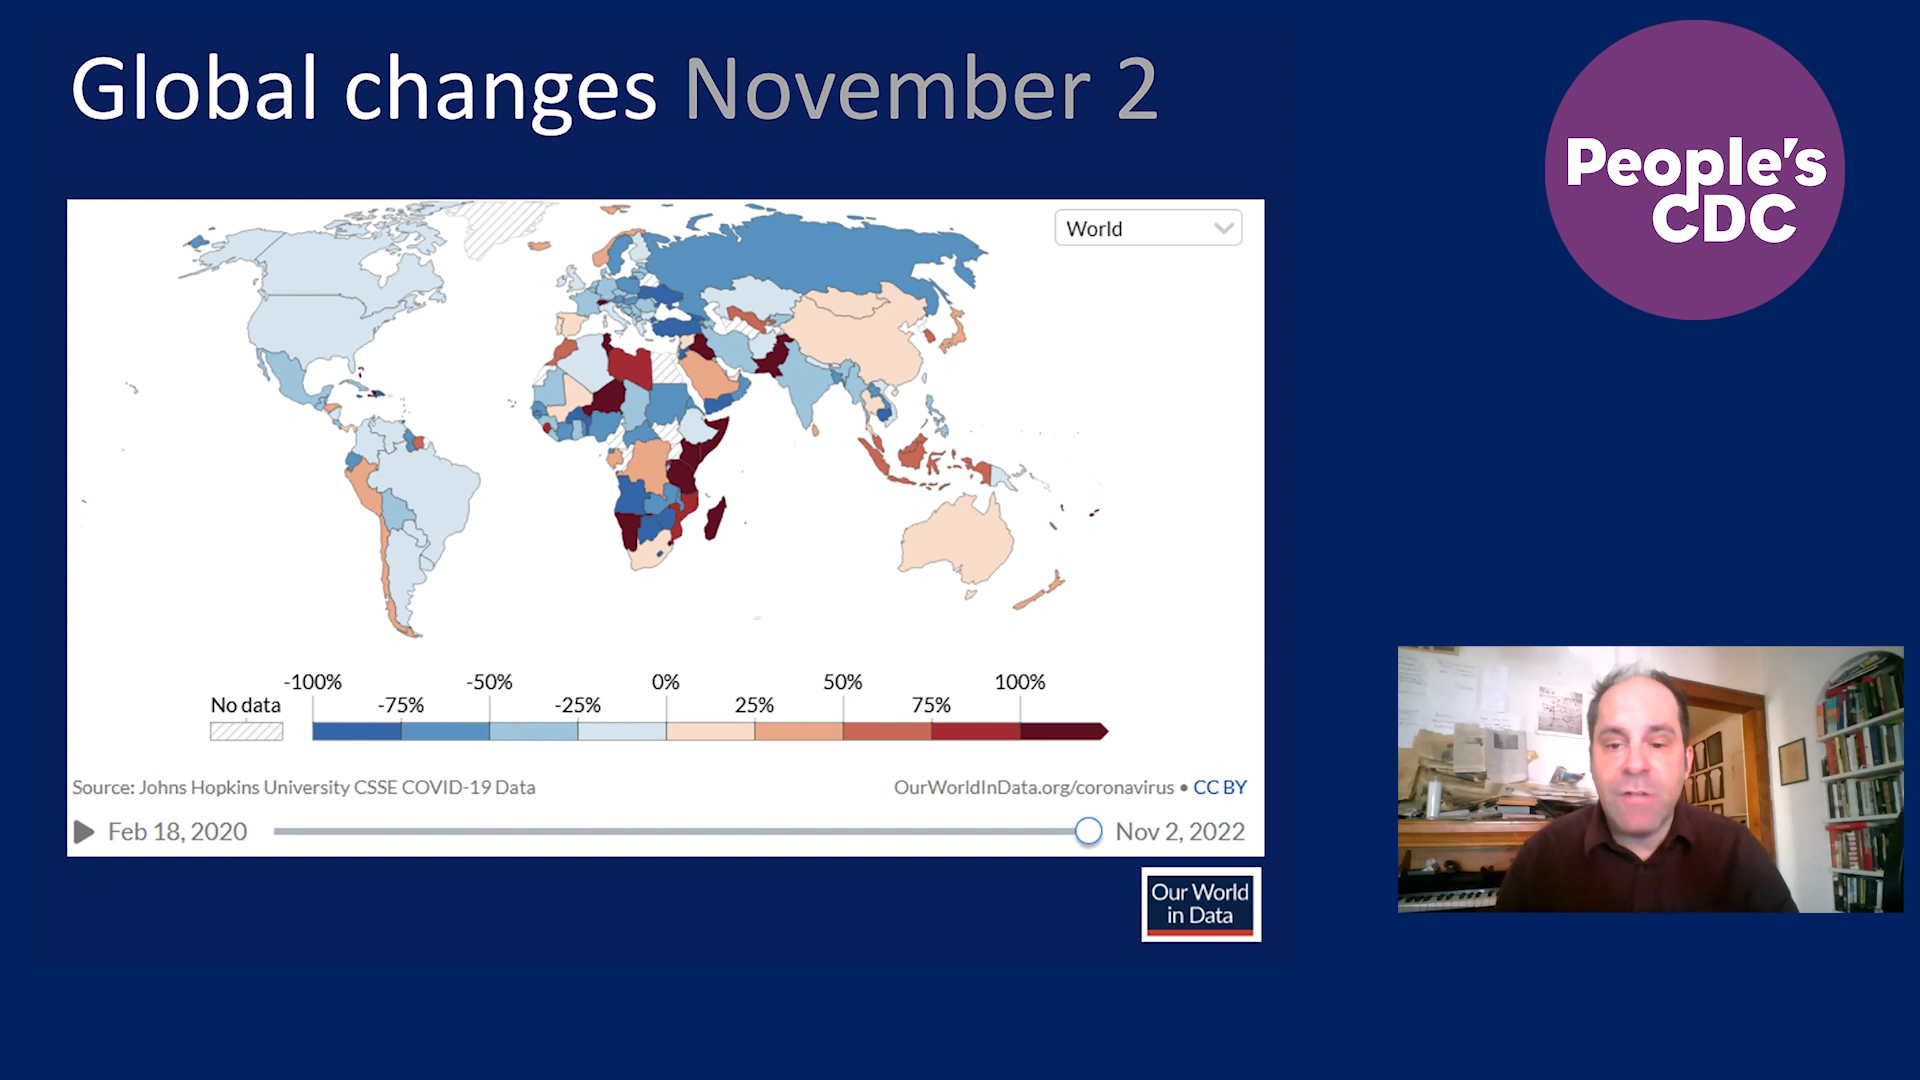 Global changes November 2
People's
CDC
World
-100%
-50%
0%
50%
100%
No data
-75%
-25%
25%
75%
Source: Johns Hopkins University CSSE COVID-19 Data
OurWorldInData.org/coronavirus • CC BY
Feb 18, 2020
Nov 2, 2022
Our World
in Data